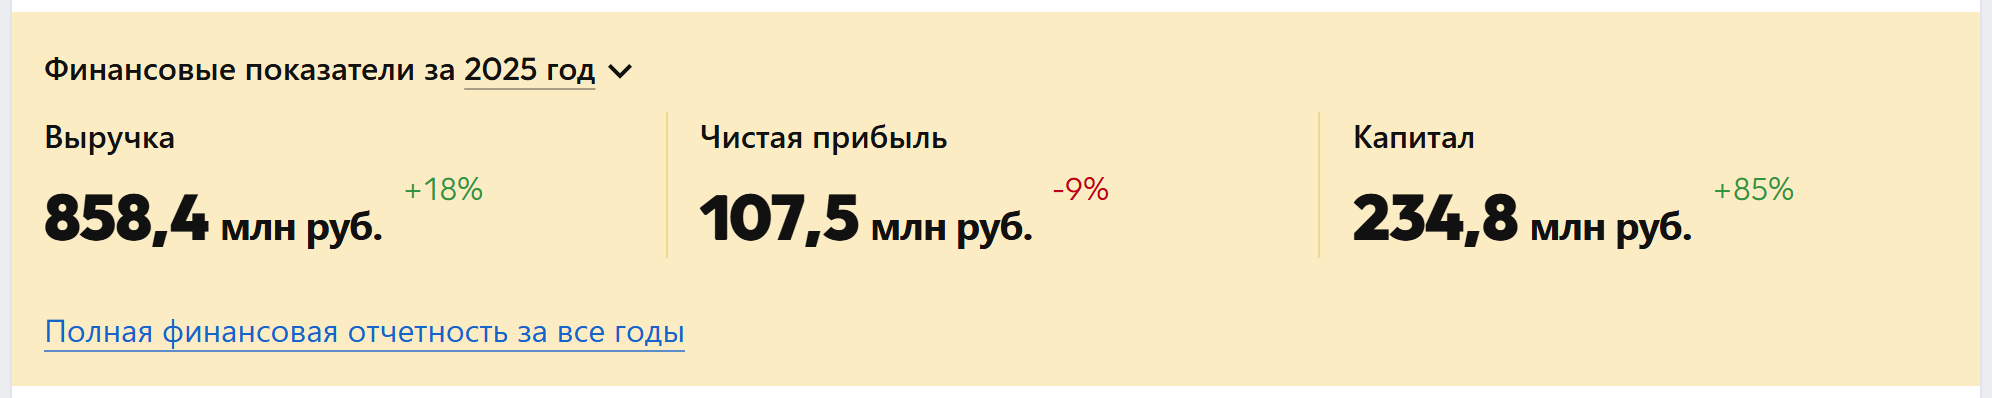 Финансовые показатели за 2025 год
Выручка
858,4 млн руб. +18%
Чистая прибыль
107,5 млн руб. -9%
Капитал
234,8 млн руб. +85%
Полная финансовая отчетность за все годы